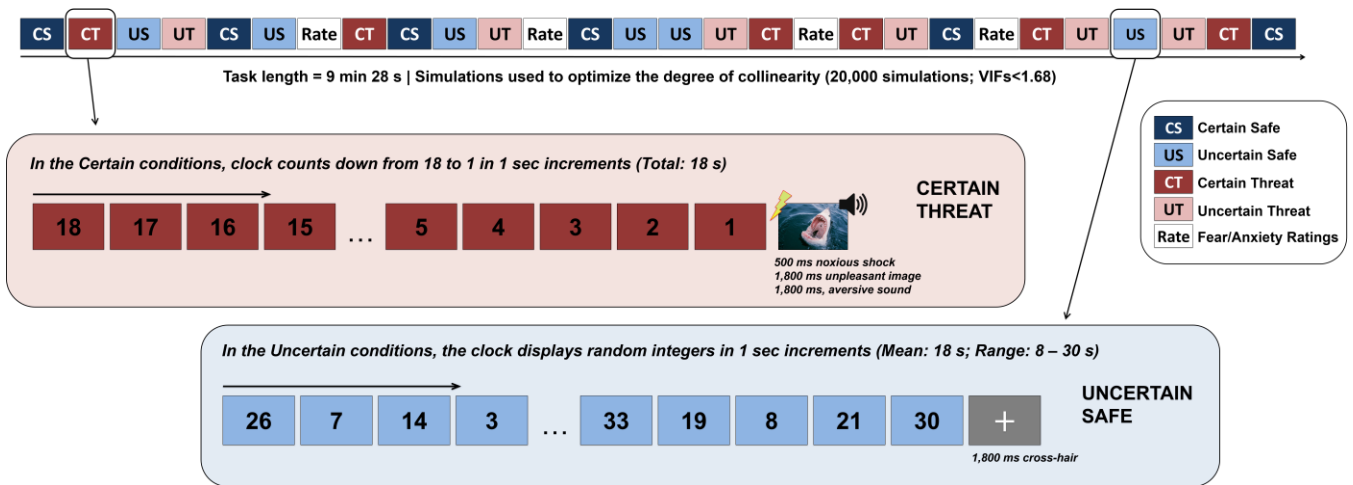 CS CT US UT CS US Rate CT CS US UT Rate CS US US UT CT Rate CT UT CS Rate CT UT US UT CT CS
Task length = 9 min 28 s | Simulations used to optimize the degree of collinearity (20,000 simulations; VIFs<1.68)
CS Certain Safe
US Uncertain Safe
CT Certain Threat
UT Uncertain Threat
Rate Fear/Anxiety Ratings
In the Certain conditions, clock counts down from 18 to 1 in 1 sec increments (Total: 18 s)
CERTAIN
THREAT
18 17 16 15 ... 5 4 3 2 1
500 ms noxious shock
1,800 ms unpleasant image
1,800 ms, aversive sound
In the Uncertain conditions, the clock displays random integers in 1 sec increments (Mean: 18 s; Range: 8 – 30 s)
UNCERTAIN
SAFE
26 7 14 3 ... 33 19 8 21 30 +
1,800 ms cross-hair